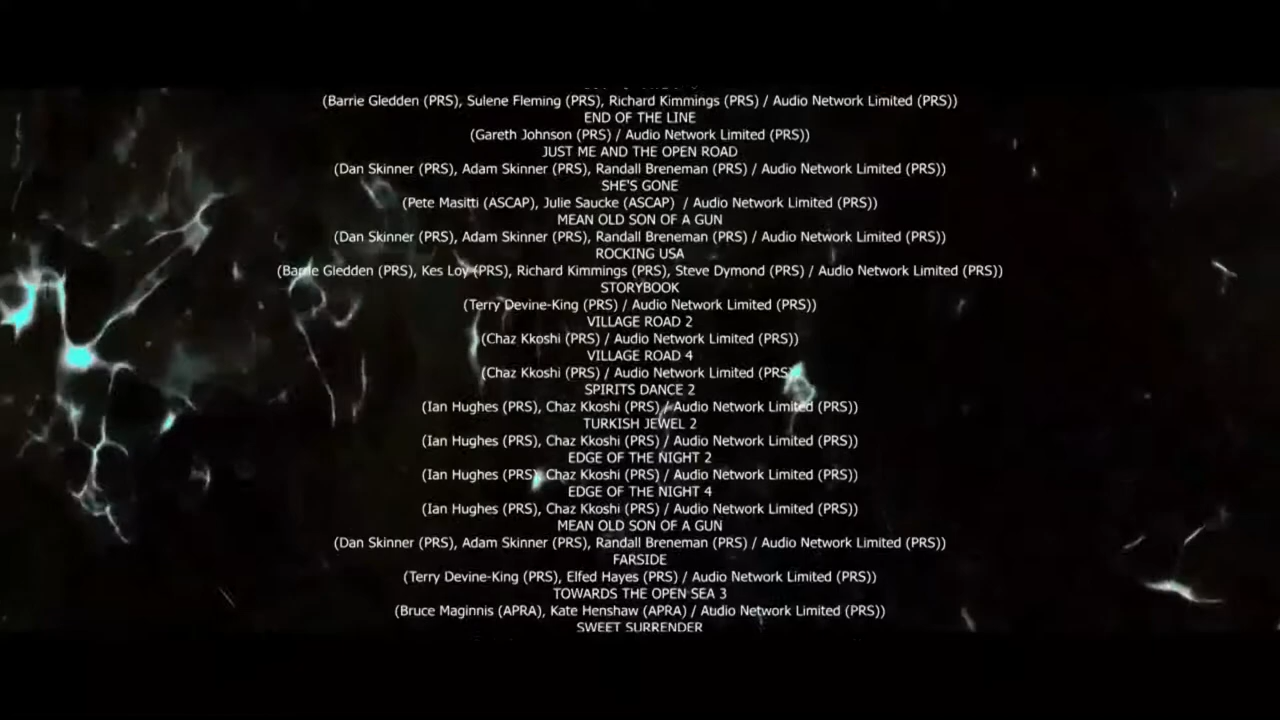 (Barrie Gledden (PRS), Sulene Fleming (PRS), Richard Kimmings (PRS) / Audio Network Limited (PRS))
END OF THE LINE
(Gareth Johnson (PRS) / Audio Network Limited (PRS))
JUST ME AND THE OPEN ROAD
(Dan Skinner (PRS), Adam Skinner (PRS), Randall Breneman (PRS) / Audio Network Limited (PRS))
SHE'S GONE
(Pete Masitti (ASCAP), Julie Saucke (ASCAP)  / Audio Network Limited (PRS))
MEAN OLD SON OF A GUN
(Dan Skinner (PRS), Adam Skinner (PRS), Randall Breneman (PRS) / Audio Network Limited (PRS))
ROCKING USA
(Barrie Gledden (PRS), Kes Loy (PRS), Richard Kimmings (PRS), Steve Dymond (PRS) / Audio Network Limited (PRS))
STORYBOOK
(Terry Devine-King (PRS) / Audio Network Limited (PRS))
VILLAGE ROAD 2
(Chaz Kkoshi (PRS) / Audio Network Limited (PRS))
VILLAGE ROAD 4
(Chaz Kkoshi (PRS) / Audio Network Limited (PRS))
SPIRITS DANCE 2
(Ian Hughes (PRS), Chaz Kkoshi (PRS) / Audio Network Limited (PRS))
TURKISH JEWEL 2
(Ian Hughes (PRS), Chaz Kkoshi (PRS) / Audio Network Limited (PRS))
EDGE OF THE NIGHT 2
(Ian Hughes (PRS), Chaz Kkoshi (PRS) / Audio Network Limited (PRS))
EDGE OF THE NIGHT 4
(Ian Hughes (PRS), Chaz Kkoshi (PRS) / Audio Network Limited (PRS))
MEAN OLD SON OF A GUN
(Dan Skinner (PRS), Adam Skinner (PRS), Randall Breneman (PRS) / Audio Network Limited (PRS))
FARSIDE
(Terry Devine-King (PRS), Elfed Hayes (PRS) / Audio Network Limited (PRS))
TOWARDS THE OPEN SEA 3
(Bruce Maginnis (APRA), Kate Henshaw (APRA) / Audio Network Limited (PRS))
SWEET SURRENDER